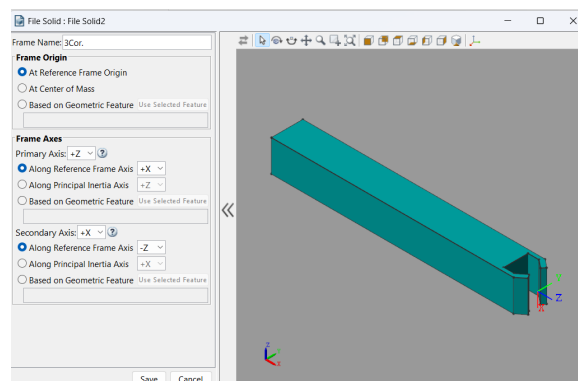 File Solid : File Solid2
Frame Name: 3Cor.
Frame Origin
At Reference Frame Origin
At Center of Mass
Based on Geometric Feature Use Selected Feature
Frame Axes
Primary Axis: +Z
Along Reference Frame Axis +X
Along Principal Inertia Axis +Z
Based on Geometric Feature Use Selected Feature
Secondary Axis: +X
Along Reference Frame Axis -Z
Along Principal Inertia Axis +X
Based on Geometric Feature Use Selected Feature
Save Cancel
Y
Z
X
z
x